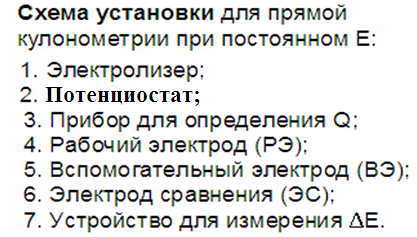 Схема установки для прямой
кулонометрии при постоянном Е:
1. Электролизер;
2. Потенциостат;
3. Прибор для определения Q;
4. Рабочий электрод (РЭ);
5. Вспомогательный электрод (ВЭ);
6. Электрод сравнения (ЭС);
7. Устройство для измерения ΔЕ.